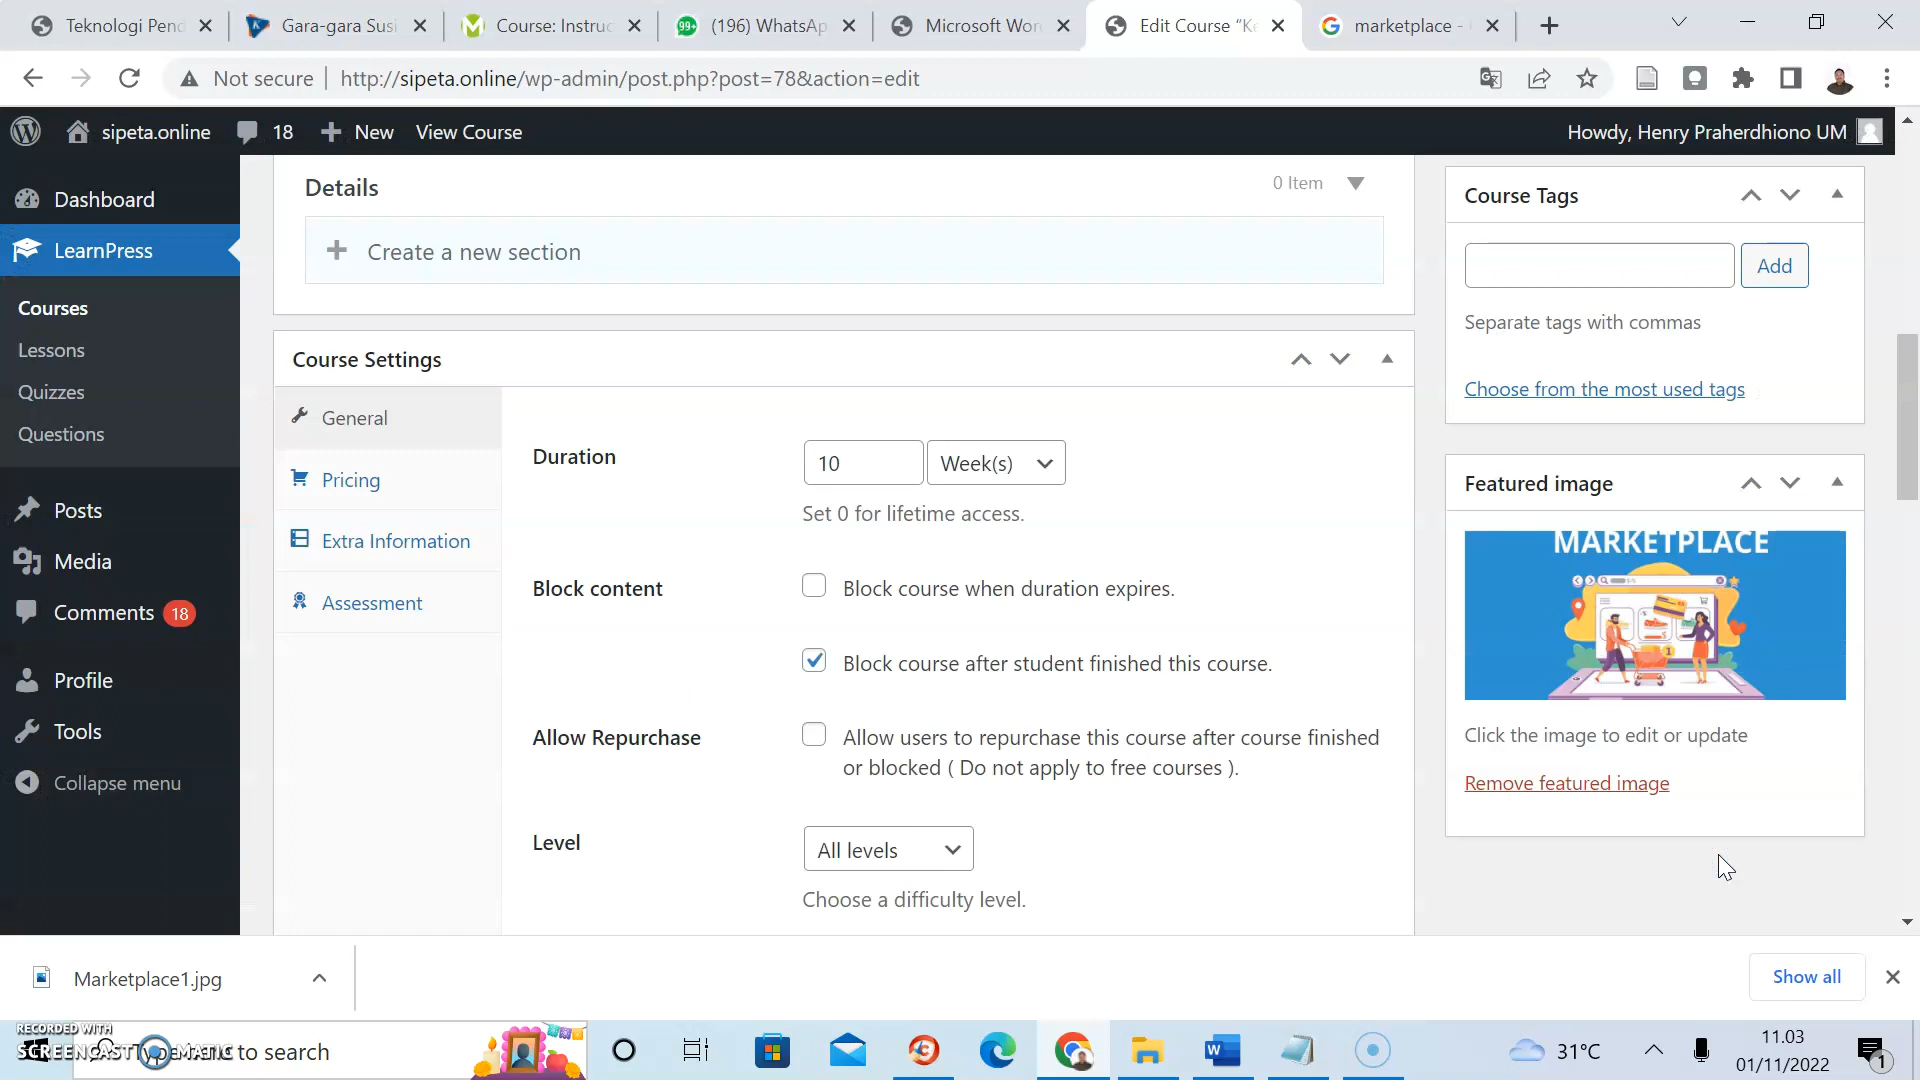 Teknologi Pend
Gara-gara Susi
Course: Instruc
(196) WhatsAp
Microsoft Wor
Edit Course “Ke
marketplace -
Not secure
http://sipeta.online/wp-admin/post.php?post=78&action=edit
sipeta.online
18
New
View Course
Howdy, Henry Praherdhiono UM
Dashboard
LearnPress
Courses
Lessons
Quizzes
Questions
Posts
Media
Comments 18
Profile
Tools
Collapse menu
Details
0 Item
Create a new section
Course Settings
General
Pricing
Extra Information
Assessment
Duration
10
Week(s)
Set 0 for lifetime access.
Block content
Block course when duration expires.
Block course after student finished this course.
Allow Repurchase
Allow users to repurchase this course after course finished
or blocked ( Do not apply to free courses ).
Level
All levels
Choose a difficulty level.
Course Tags
Add
Separate tags with commas
Choose from the most used tags
Featured image
MARKETPLACE
Click the image to edit or update
Remove featured image
Marketplace1.jpg
Show all
RECORDED WITH
SCREENCAST MATIC
to search
31°C
11.03
01/11/2022
1